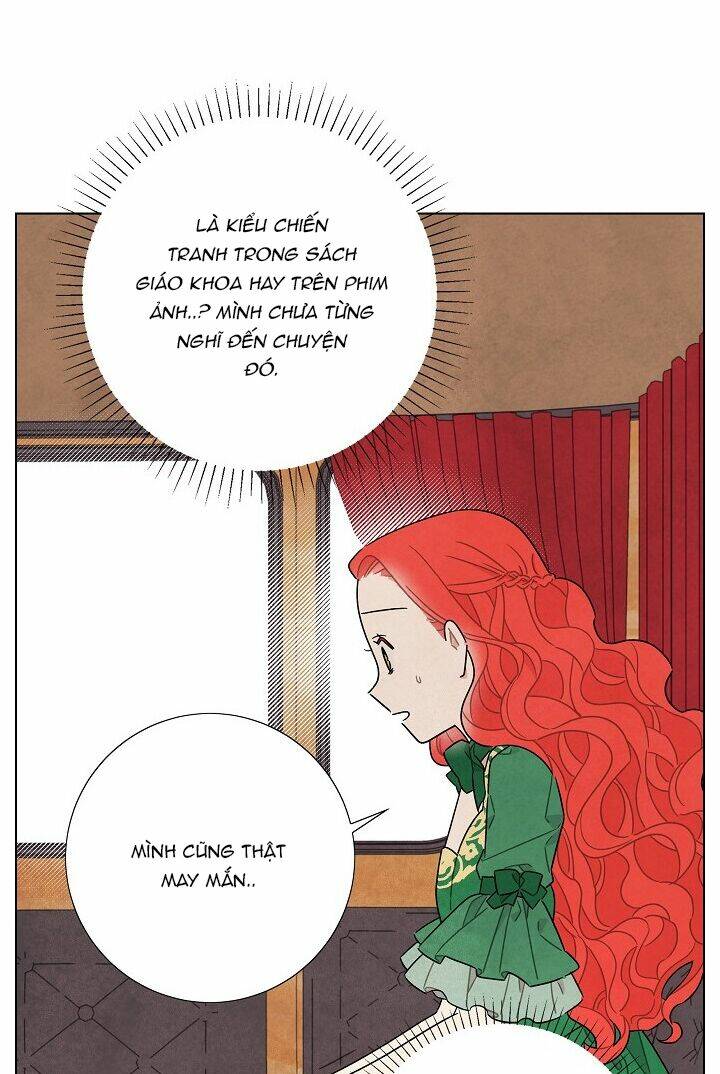 LÀ KIỂU CHIẾN
TRANH TRONG SÁCH
GIÁO KHOA HAY TRÊN PHIM
ẢNH..? MÌNH CHƯA TỪNG
NGHĨ ĐẾN CHUYỆN
ĐÓ.
MÌNH CŨNG THẬT
MAY MẮN..